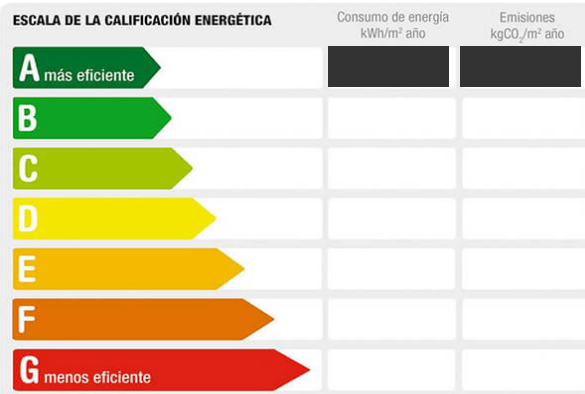 ESCALA DE LA CALIFICACIÓN ENERGÉTICA
Consumo de energía
kWh/m² año
Emisiones
kgCO₂/m² año
A más eficiente
B
C
D
E
F
G menos eficiente